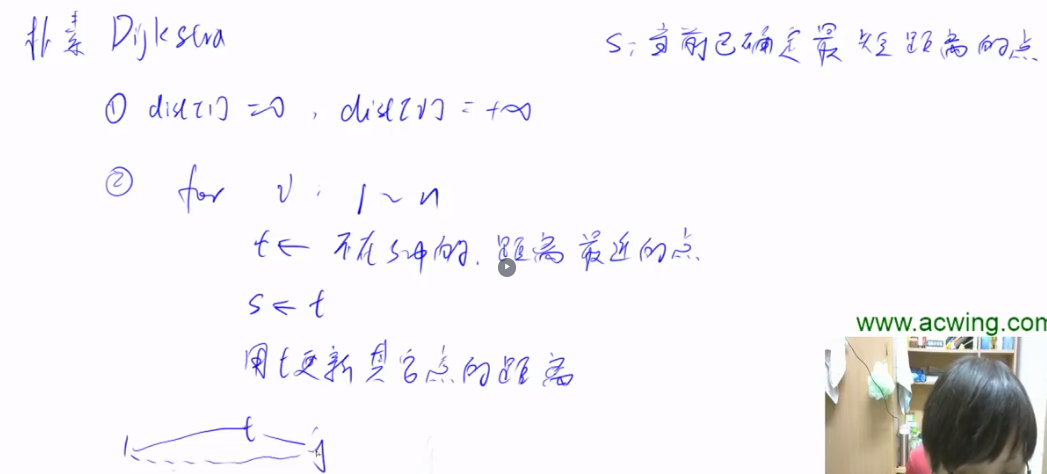 朴素 Dijkstra
s: 当前已确定最短距离的点
① dist[1] = 0, dist[i] = +∞
② for i: 1 ~ n
t ← 不在s中的, 距离最近的点
s ← t
用t更新其它点的距离
www.acwing.com
1 t j